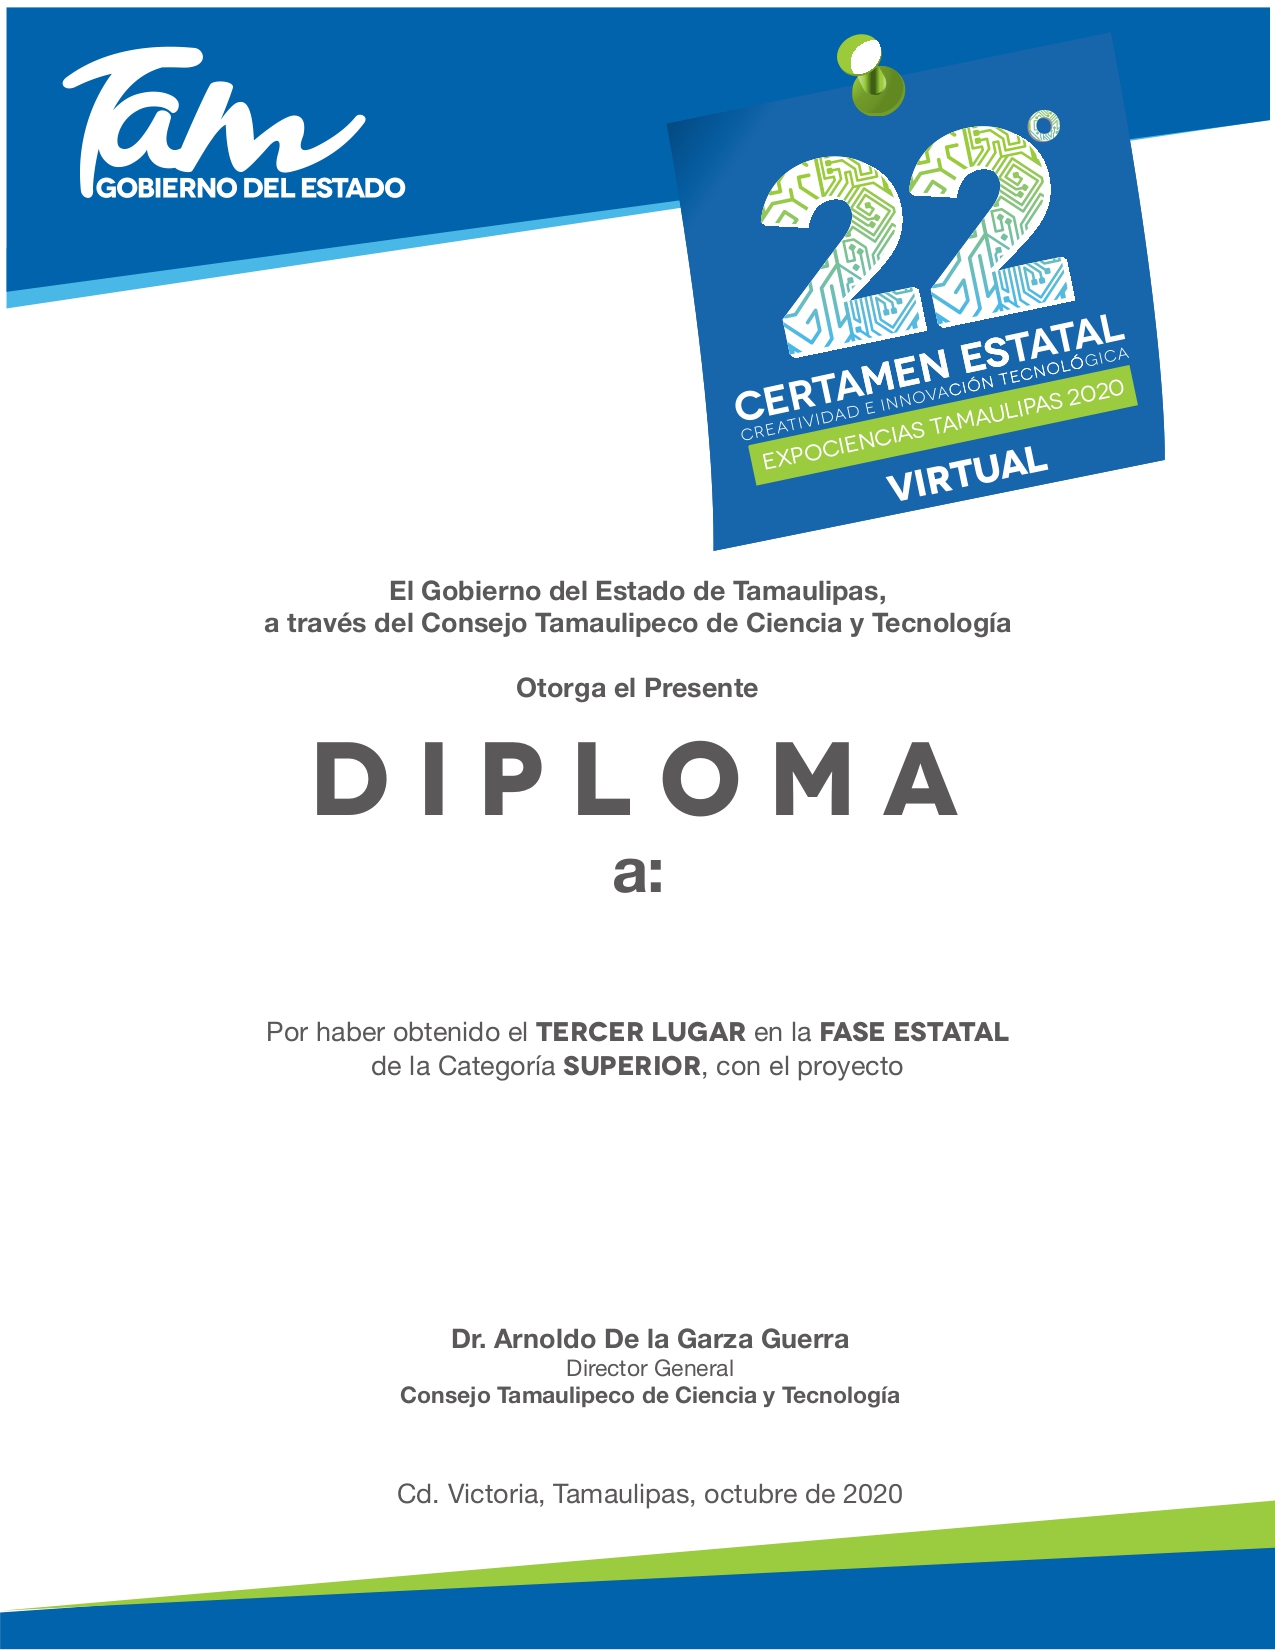 Tam
GOBIERNO DEL ESTADO
22°
CERTAMEN ESTATAL
CREATIVIDAD E INNOVACIÓN TECNOLÓGICA
EXPOCIENCIAS TAMAULIPAS 2020
VIRTUAL
El Gobierno del Estado de Tamaulipas,
a través del Consejo Tamaulipeco de Ciencia y Tecnología
Otorga el Presente
DIPLOMA
a:
Por haber obtenido el TERCER LUGAR en la FASE ESTATAL
de la Categoría SUPERIOR, con el proyecto
Dr. Arnoldo De la Garza Guerra
Director General
Consejo Tamaulipeco de Ciencia y Tecnología
Cd. Victoria, Tamaulipas, octubre de 2020